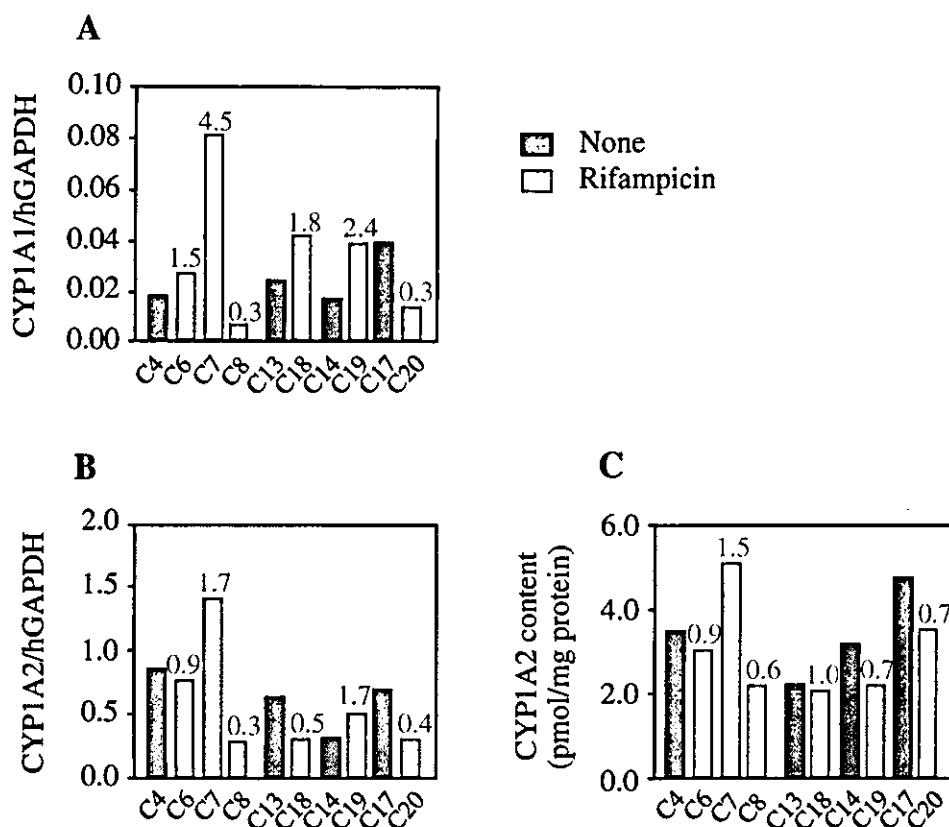 A
CYP1A1/hGAPDH
0.10
0.08
0.06
0.04
0.02
0.00
1.5
4.5
0.3
1.8
2.4
0.3
C4 C6 C7 C8 C13 C18 C14 C19 C17 C20
None
Rifampicin
B
CYP1A2/hGAPDH
2.0
1.5
1.0
0.5
0.0
0.9
1.7
0.3
0.5
1.7
0.4
C4 C6 C7 C8 C13 C18 C14 C19 C17 C20
C
CYP1A2 content
(pmol/mg protein)
6.0
4.0
2.0
0.0
0.9
1.5
0.6
1.0
0.7
0.7
C4 C6 C7 C8 C13 C18 C14 C19 C17 C20